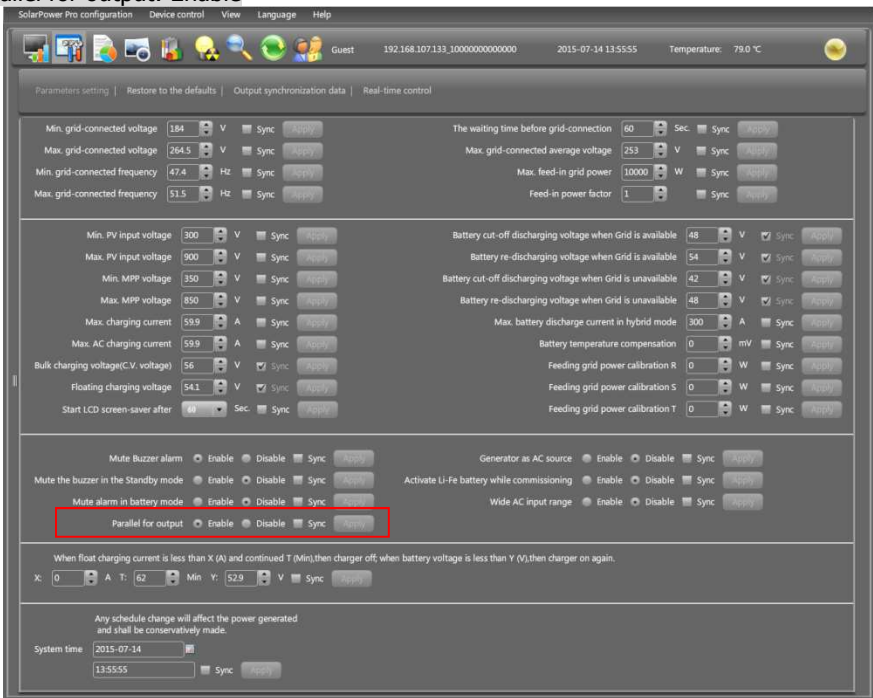 SolarPower Pro configuration Device control View Language Help
Guest 192.168.107.133_10000000000000 2015-07-14 13:55:55 Temperature: 79.0 ℃
Parameters setting | Restore to the defaults | Output synchronization data | Real-time control
Min. grid-connected voltage 184 V Sync Apply
The waiting time before grid-connection 60 Sec. Sync Apply
Max. grid-connected voltage 264.5 V Sync Apply
Max. grid-connected average voltage 253 V Sync Apply
Min. grid-connected frequency 47.4 Hz Sync Apply
Max. feed-in grid power 10000 W Sync Apply
Max. grid-connected frequency 51.5 Hz Sync Apply
Feed-in power factor 1 Sync Apply
Min. PV input voltage 300 V Sync Apply
Battery cut-off discharging voltage when Grid is available 48 V Sync Apply
Max. PV input voltage 900 V Sync Apply
Battery re-discharging voltage when Grid is available 54 V Sync Apply
Min. MPP voltage 350 V Sync Apply
Battery cut-off discharging voltage when Grid is unavailable 42 V Sync Apply
Max. MPP voltage 850 V Sync Apply
Battery re-discharging voltage when Grid is unavailable 48 V Sync Apply
Max. charging current 59.9 A Sync Apply
Max. battery discharge current in hybrid mode 300 A Sync Apply
Max. AC charging current 59.9 A Sync Apply
Battery temperature compensation 0 mV Sync Apply
Bulk charging voltage(C.V. voltage) 56 V Sync Apply
Feeding grid power calibration R 0 W Sync Apply
Floating charging voltage 54.1 V Sync Apply
Feeding grid power calibration S 0 W Sync Apply
Start LCD screen-saver after 60 Sec. Sync Apply
Feeding grid power calibration T 0 W Sync Apply
Mute Buzzer alarm Enable Disable Sync Apply
Generator as AC source Enable Disable Sync Apply
Mute the buzzer in the Standby mode Enable Disable Sync Apply
Activate Li-Fe battery while commissioning Enable Disable Sync Apply
Mute alarm in battery mode Enable Disable Sync Apply
Wide AC input range Enable Disable Sync Apply
Parallel for output Enable Disable Sync Apply
When float charging current is less than X (A) and continued T (Min),then charger off; when battery voltage is less than Y (V),then charger on again.
X: 0 A T: 62 Min Y: 52.9 V Sync Apply
Any schedule change will affect the power generated
and shall be conservatively made.
System time 2015-07-14
13:55:55 Sync Apply